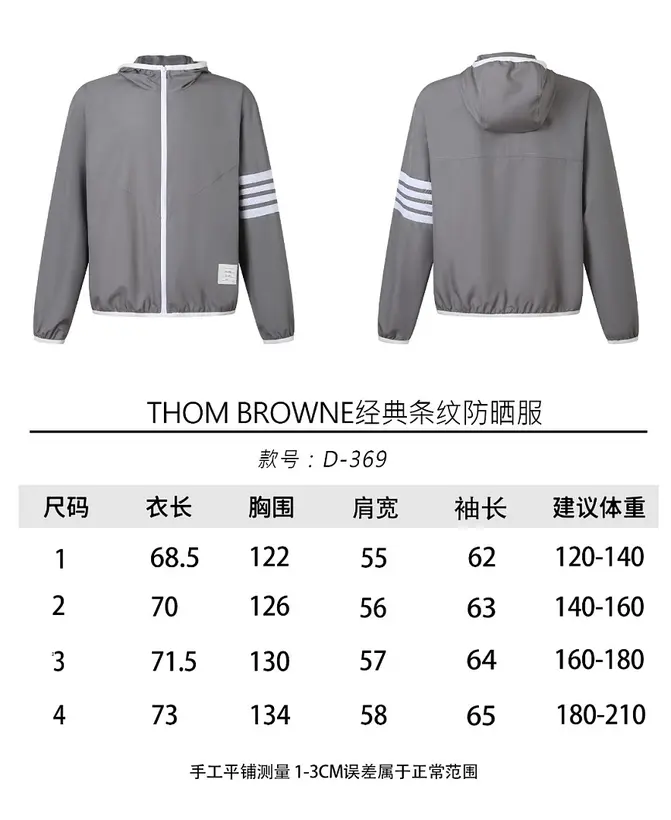 THOM BROWNE经典条纹防晒服
款号：D-369
尺码 衣长 胸围 肩宽 袖长 建议体重
1 68.5 122 55 62 120-140
2 70 126 56 63 140-160
3 71.5 130 57 64 160-180
4 73 134 58 65 180-210
手工平铺测量 1-3CM误差属于正常范围